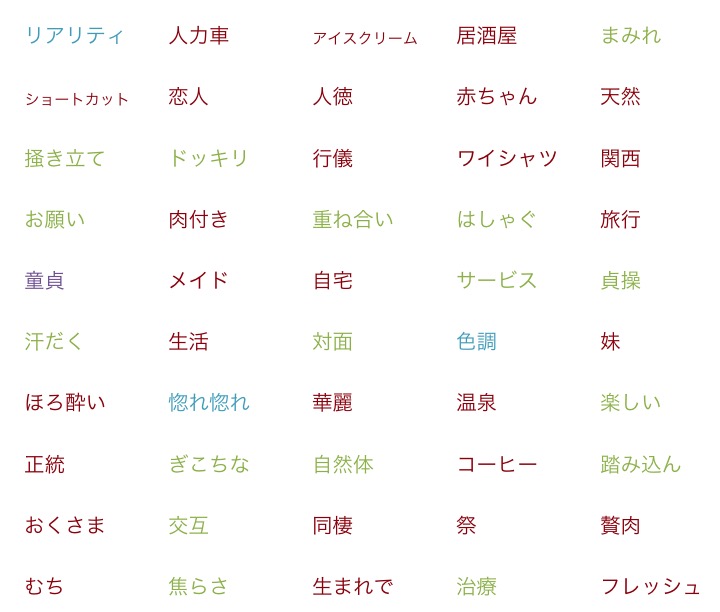 リアリティ 人力車 アイスクリーム 居酒屋 まみれ
ショートカット 恋人 人徳 赤ちゃん 天然
掻き立て ドッキリ 行儀 ワイシャツ 関西
お願い 肉付き 重ね合い はしゃぐ 旅行
童貞 メイド 自宅 サービス 貞操
汗だく 生活 対面 色調 妹
ほろ酔い 惚れ惚れ 華麗 温泉 楽しい
正統 ぎこちな 自然体 コーヒー 踏み込ん
おくさま 交互 同棲 祭 贅肉
むち 焦らさ 生まれで 治療 フレッシュ